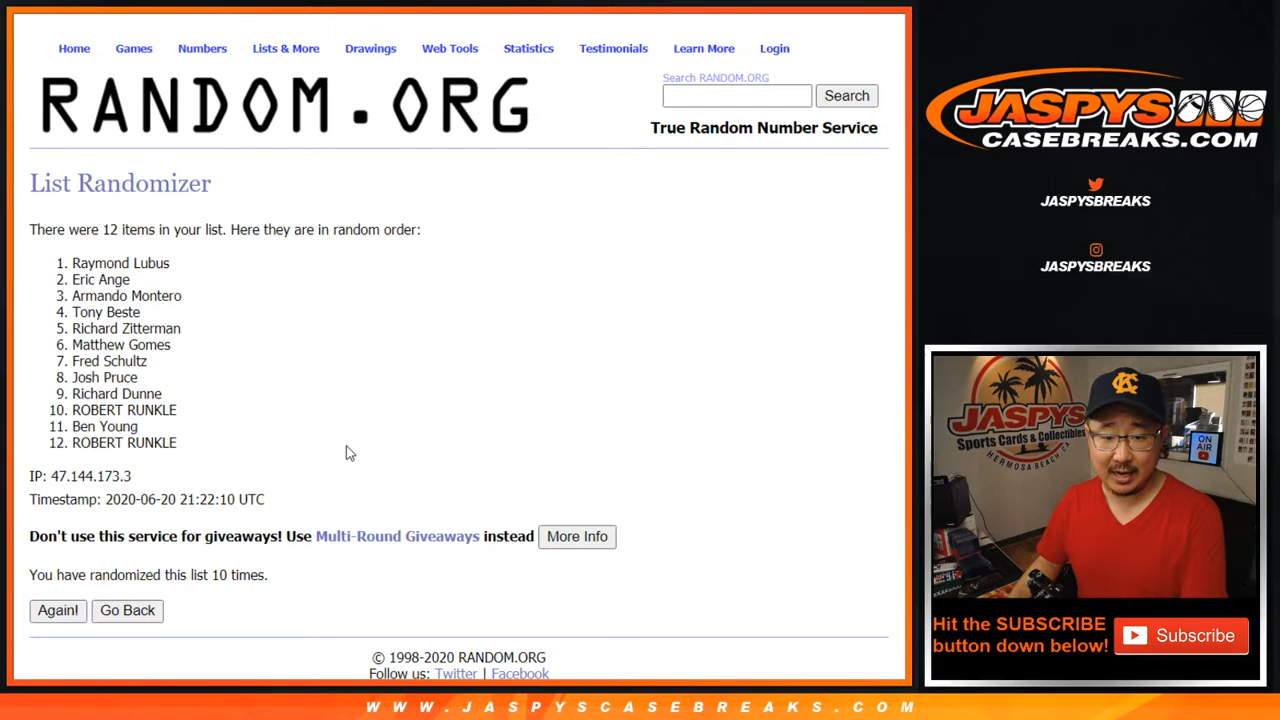 Home Games Numbers Lists & More Drawings Web Tools Statistics Testimonials Learn More Login
RANDOM.ORG
Search RANDOM.ORG
Search
True Random Number Service
List Randomizer
There were 12 items in your list. Here they are in random order:
1. Raymond Lubus
2. Eric Ange
3. Armando Montero
4. Tony Beste
5. Richard Zitterman
6. Matthew Gomes
7. Fred Schultz
8. Josh Pruce
9. Richard Dunne
10. ROBERT RUNKLE
11. Ben Young
12. ROBERT RUNKLE
IP: 47.144.173.3
Timestamp: 2020-06-20 21:22:10 UTC
Don't use this service for giveaways! Use Multi-Round Giveaways instead More Info
You have randomized this list 10 times.
Again! Go Back
© 1998-2020 RANDOM.ORG
Follow us: Twitter | Facebook
JASPYS
CASEBREAKS.COM
JASPYSBREAKS
JASPYSBREAKS
JASPYS
Sports Cards & Collectibles
HERMOSA BEACH, CA
KC
ON
AIR
Hit the SUBSCRIBE
button down below!
Subscribe
WWW.JASPYSCASEBREAKS.COM